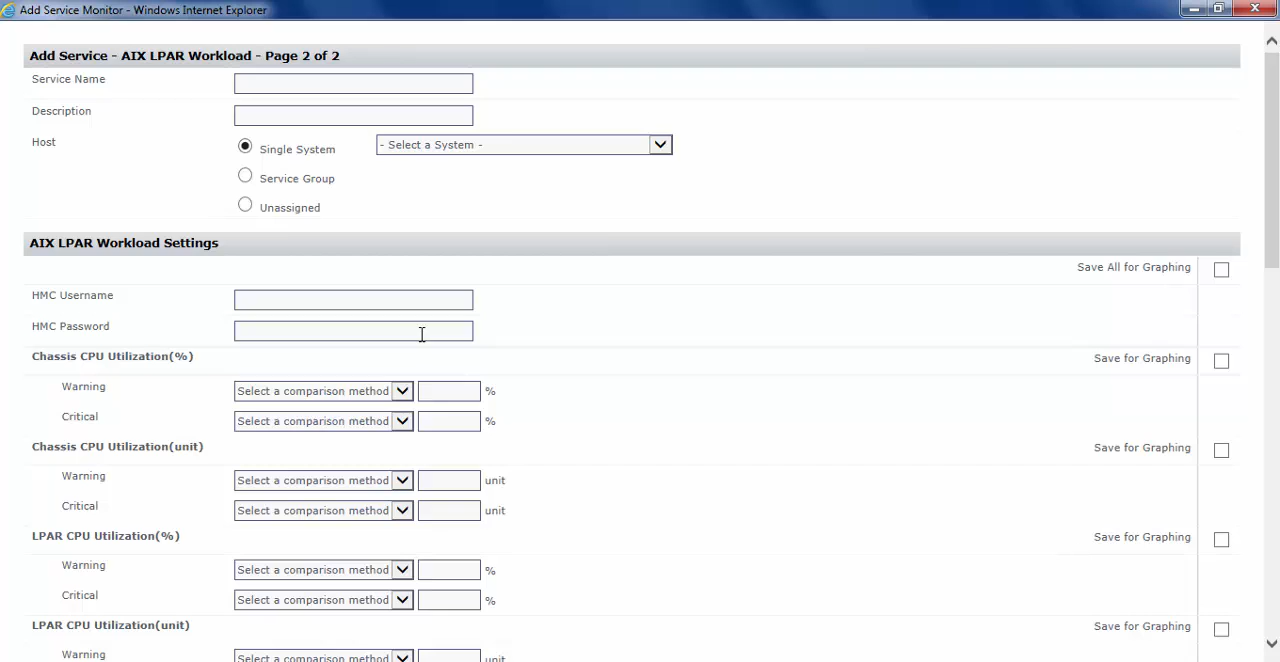 Add Service Monitor - Windows Internet Explorer
Add Service - AIX LPAR Workload - Page 2 of 2
Service Name
Description
Host
Single System - Select a System -
Service Group
Unassigned
AIX LPAR Workload Settings
Save All for Graphing
HMC Username
HMC Password
Chassis CPU Utilization(%) Save for Graphing
Warning Select a comparison method %
Critical Select a comparison method %
Chassis CPU Utilization(unit) Save for Graphing
Warning Select a comparison method unit
Critical Select a comparison method unit
LPAR CPU Utilization(%) Save for Graphing
Warning Select a comparison method %
Critical Select a comparison method %
LPAR CPU Utilization(unit) Save for Graphing
Warning Select a comparison method unit